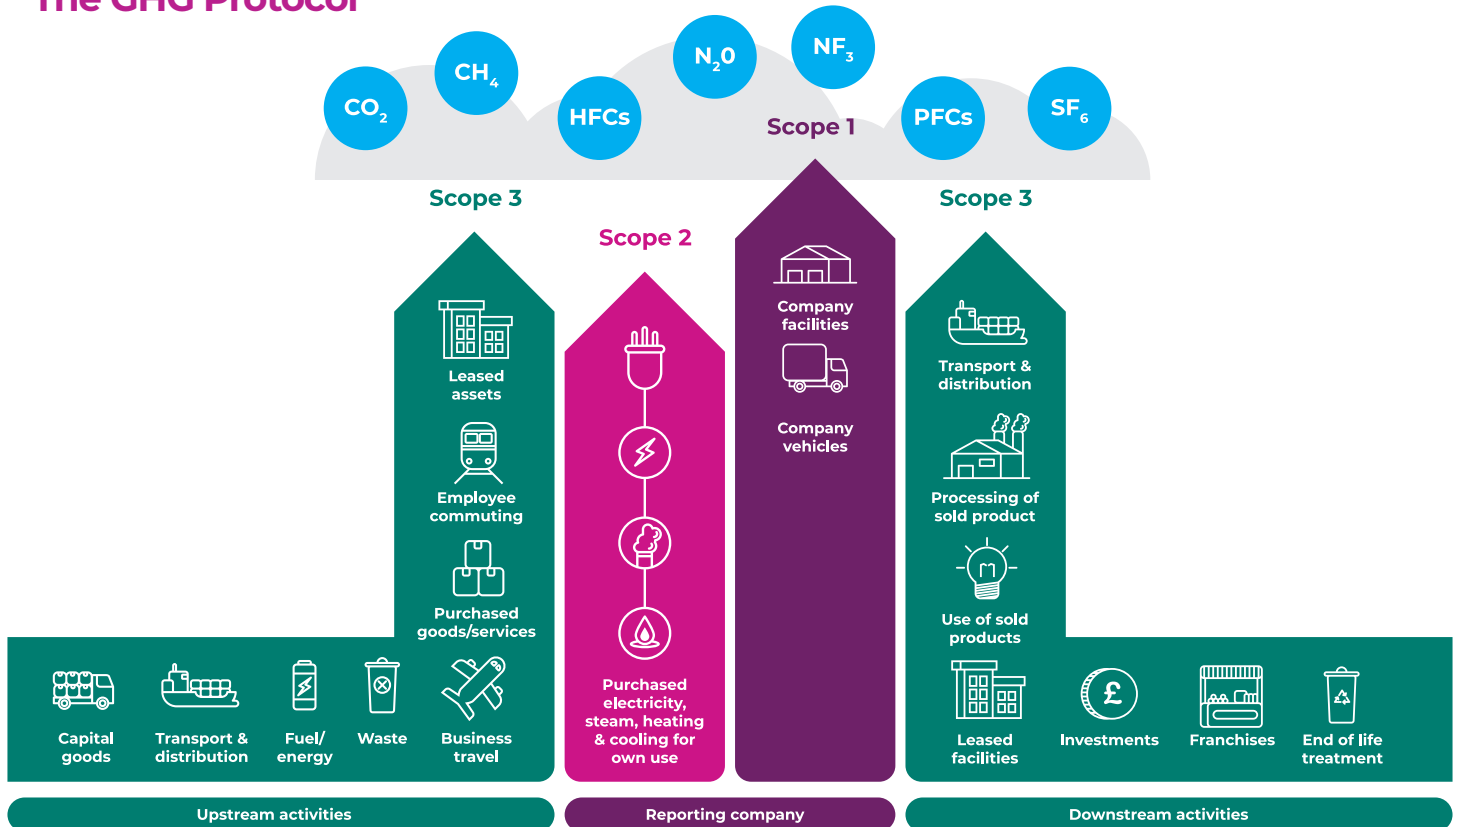 The GHG Protocol
CO₂
CH₄
HFCs
N₂0
NF₃
PFCs
SF₆
Scope 3
Leased
assets
Employee
commuting
Purchased
goods/services
Capital
goods
Transport &
distribution
Fuel/
energy
Waste
Business
travel
Upstream activities
Scope 2
Purchased
electricity,
steam, heating
& cooling for
own use
Scope 1
Company
facilities
Company
vehicles
Reporting company
Scope 3
Transport &
distribution
Processing of
sold product
Use of sold
products
Leased
facilities
£
Investments
Franchises
End of life
treatment
Downstream activities